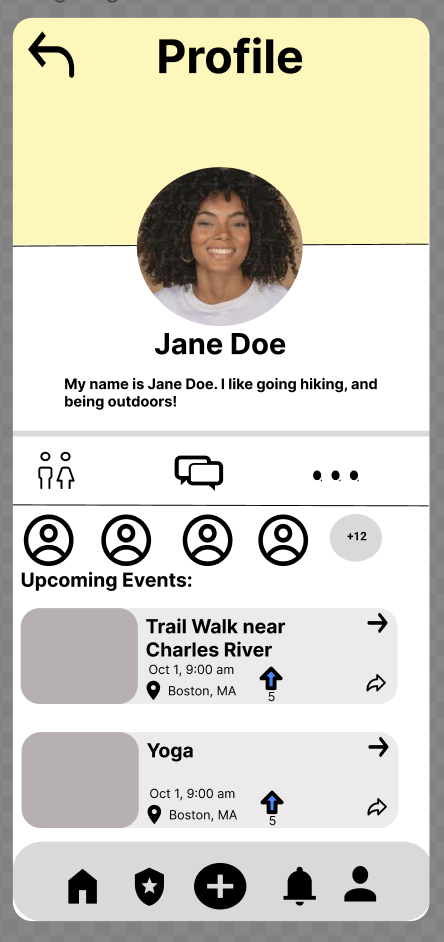 Profile
Jane Doe
My name is Jane Doe. I like going hiking, and
being outdoors!
+12
Upcoming Events:
Trail Walk near
Charles River
Oct 1, 9:00 am
Boston, MA
5
Yoga
Oct 1, 9:00 am
Boston, MA
5